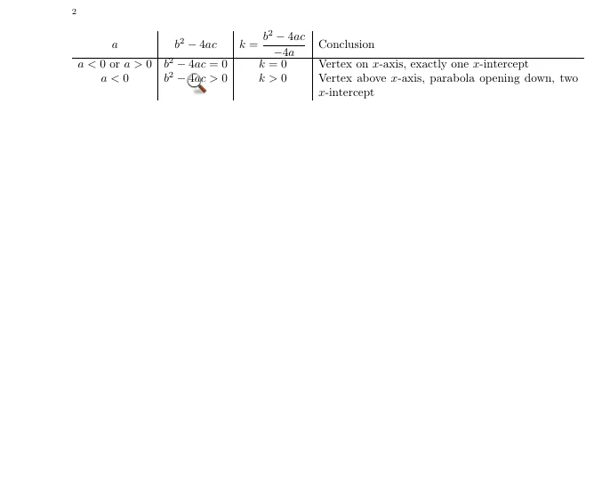 2
a b² − 4ac k = \frac{b² − 4ac}{−4a} Conclusion
a < 0 or a > 0 b² − 4ac = 0 k = 0 Vertex on x-axis, exactly one x-intercept
a < 0 b² − 4ac > 0 k > 0 Vertex above x-axis, parabola opening down, two
x-intercept